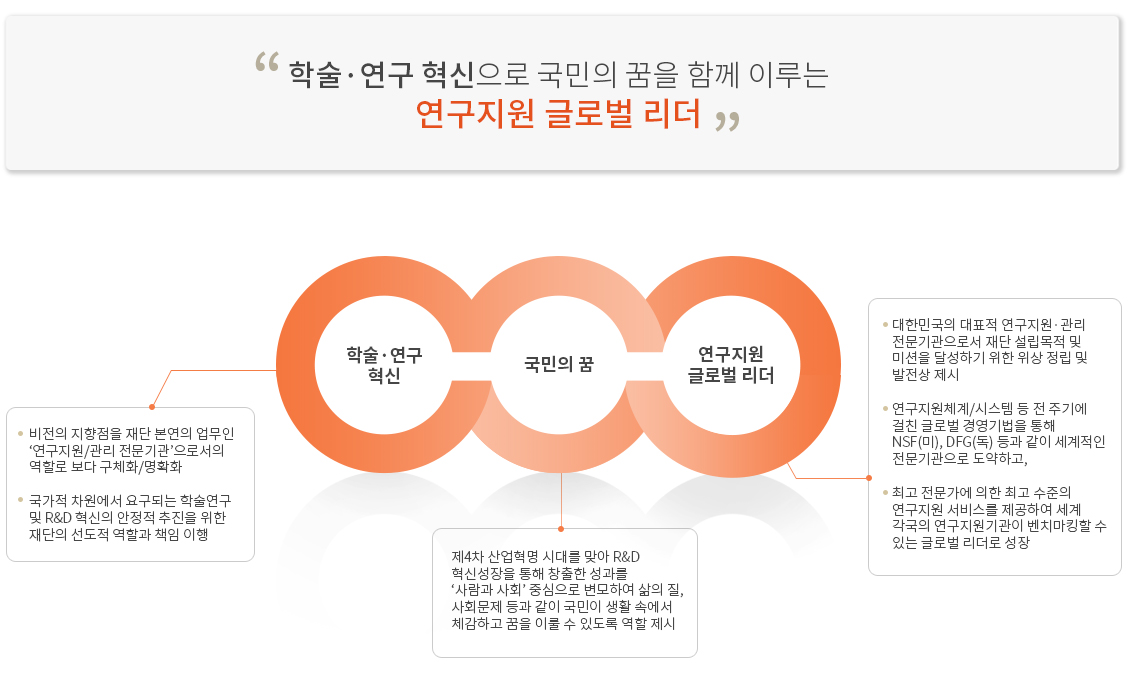 “ 학술·연구 혁신으로 국민의 꿈을 함께 이루는
연구지원 글로벌 리더 ”
학술·연구
혁신
국민의 꿈
연구지원
글로벌 리더
• 비전의 지향점을 재단 본연의 업무인
‘연구지원/관리 전문기관’으로서의
역할로 보다 구체화/명확화
• 국가적 차원에서 요구되는 학술연구
및 R&D 혁신의 안정적 추진을 위한
재단의 선도적 역할과 책임 이행
제4차 산업혁명 시대를 맞아 R&D
혁신성장을 통해 창출한 성과를
‘사람과 사회’ 중심으로 변모하여 삶의 질,
사회문제 등과 같이 국민이 생활 속에서
체감하고 꿈을 이룰 수 있도록 역할 제시
• 대한민국의 대표적 연구지원·관리
전문기관으로서 재단 설립목적 및
미션을 달성하기 위한 위상 정립 및
발전상 제시
• 연구지원체계/시스템 등 전 주기에
걸친 글로벌 경영기법을 통해
NSF(미), DFG(독) 등과 같이 세계적인
전문기관으로 도약하고,
• 최고 전문가에 의한 최고 수준의
연구지원 서비스를 제공하여 세계
각국의 연구지원기관이 벤치마킹할 수
있는 글로벌 리더로 성장